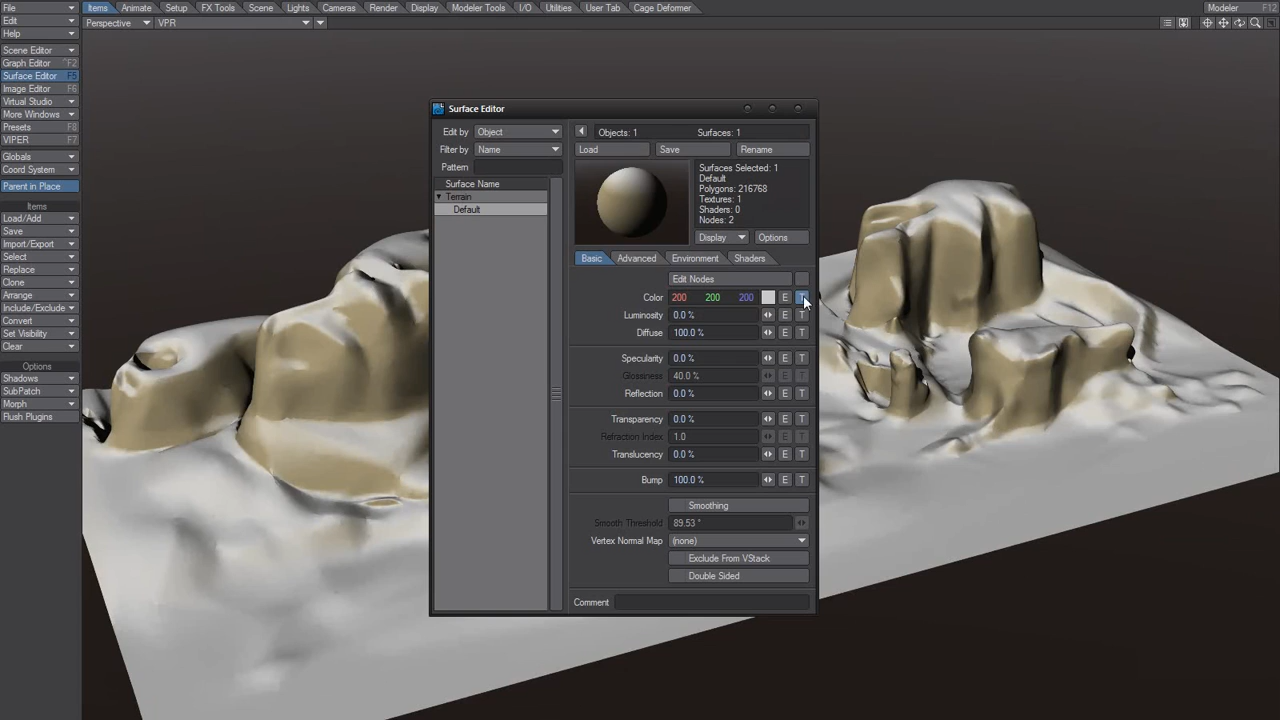 File Items Animate Setup FX Tools Scene Lights Cameras Render Display Modeler Tools I/O Utilities User Tab Cage Deformer Modeler F12
Edit Perspective VPR
Help
Scene Editor
Graph Editor ^F2
Surface Editor F5
Image Editor F6
Virtual Studio
More Windows
Presets F8
VIPER F7
Globals
Coord System
Parent in Place
Items
Load/Add
Save
Import/Export
Select
Replace
Clone
Arrange
Include/Exclude
Convert
Set Visibility
Clear
Options
Shadows
SubPatch
Morph
Flush Plugins
Surface Editor
Edit by Object
Filter by Name
Pattern
Surface Name
Terrain
Default
Objects: 1 Surfaces: 1
Load Save Rename
Surfaces Selected: 1
Default
Polygons: 216768
Textures: 1
Shaders: 0
Nodes: 2
Display Options
Basic Advanced Environment Shaders
Edit Nodes
Color 200 200 200 E T
Luminosity 0.0 % E T
Diffuse 100.0 % E T
Specularity 0.0 % E T
Glossiness 40.0 % E T
Reflection 0.0 % E T
Transparency 0.0 % E T
Refraction Index 1.0 E T
Translucency 0.0 % E T
Bump 100.0 % E T
Smoothing
Smooth Threshold 89.53 °
Vertex Normal Map (none)
Exclude From VStack
Double Sided
Comment